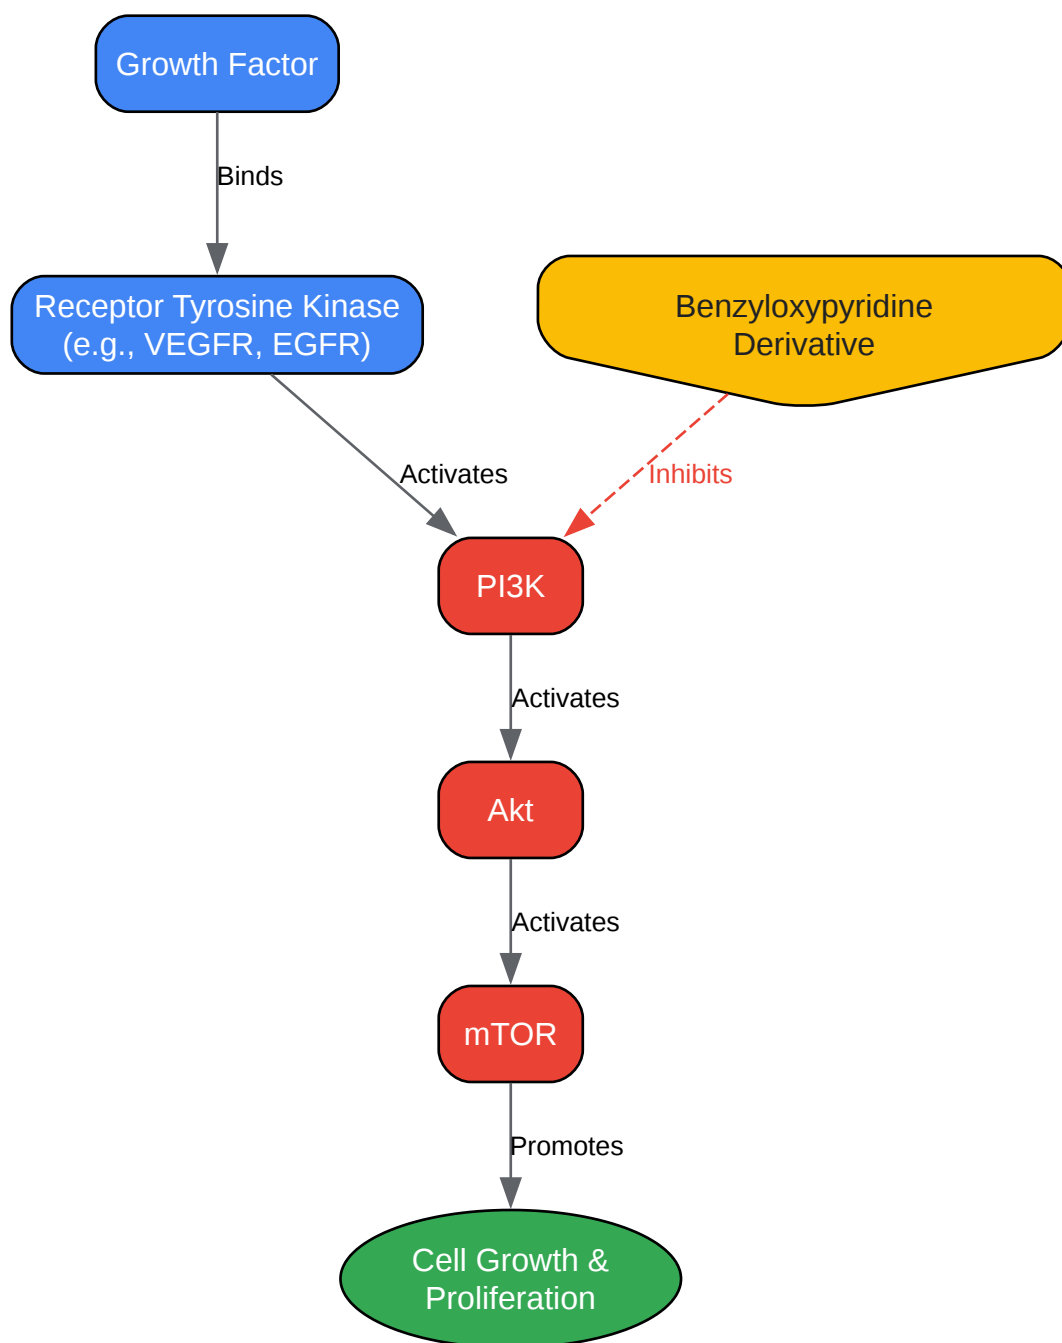 Growth Factor
Binds
Receptor Tyrosine Kinase
(e.g., VEGFR, EGFR)
Benzyloxypyridine
Derivative
Activates
Inhibits
PI3K
Activates
Akt
Activates
mTOR
Promotes
Cell Growth &
Proliferation